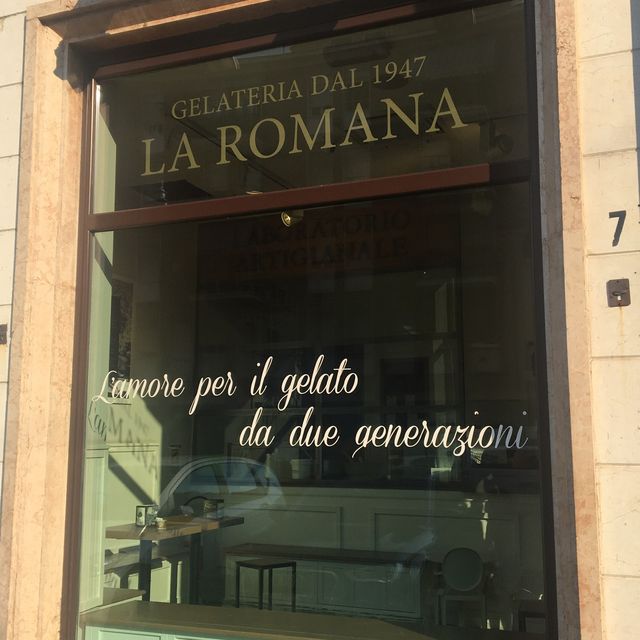 GELATERIA DAL 1947
LA ROMANA
LABORATORIO
ARTIGIANALE
L'amore per il gelato
da due generazioni
7